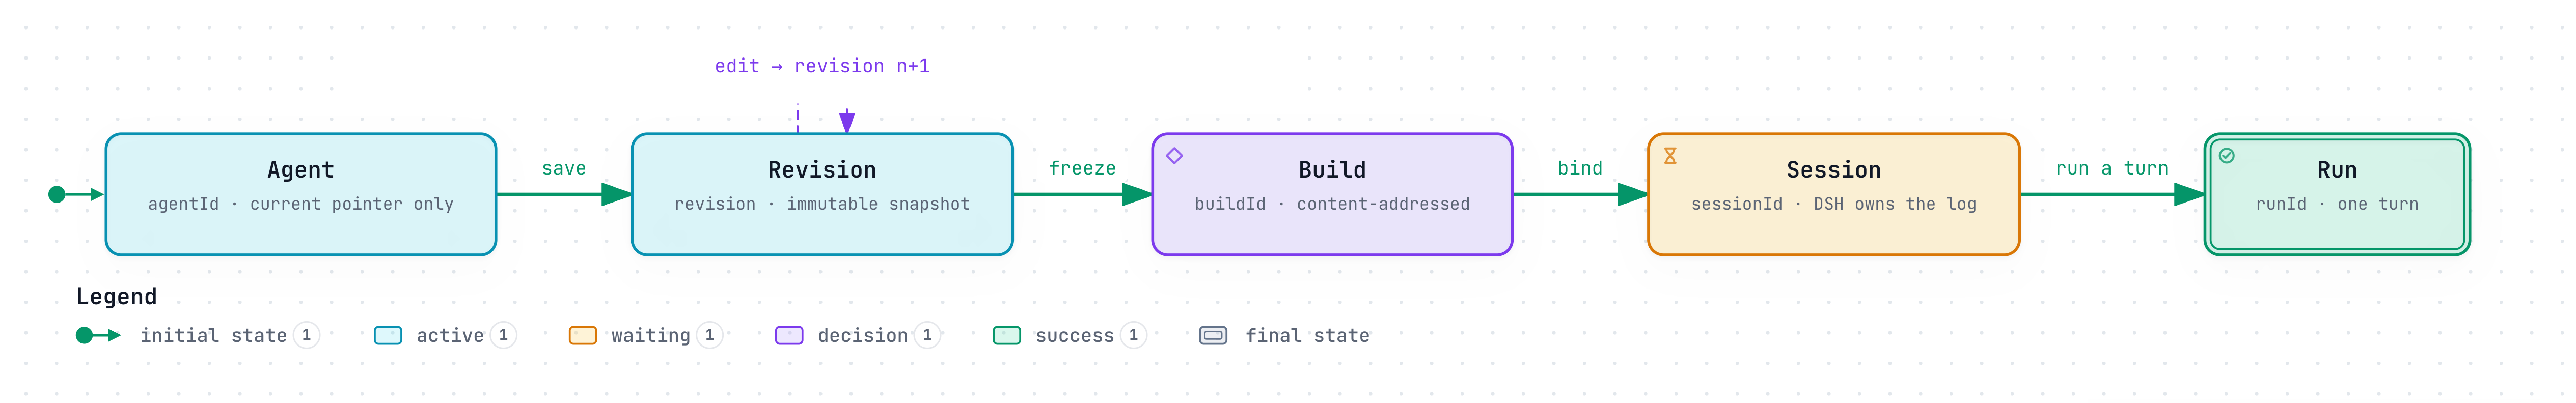 edit → revision n+1
Agent
agentId · current pointer only
save
Revision
revision · immutable snapshot
freeze
Build
buildId · content-addressed
bind
Session
sessionId · DSH owns the log
run a turn
Run
runId · one turn
Legend
initial state 1 active 1 waiting 1 decision 1 success 1 final state